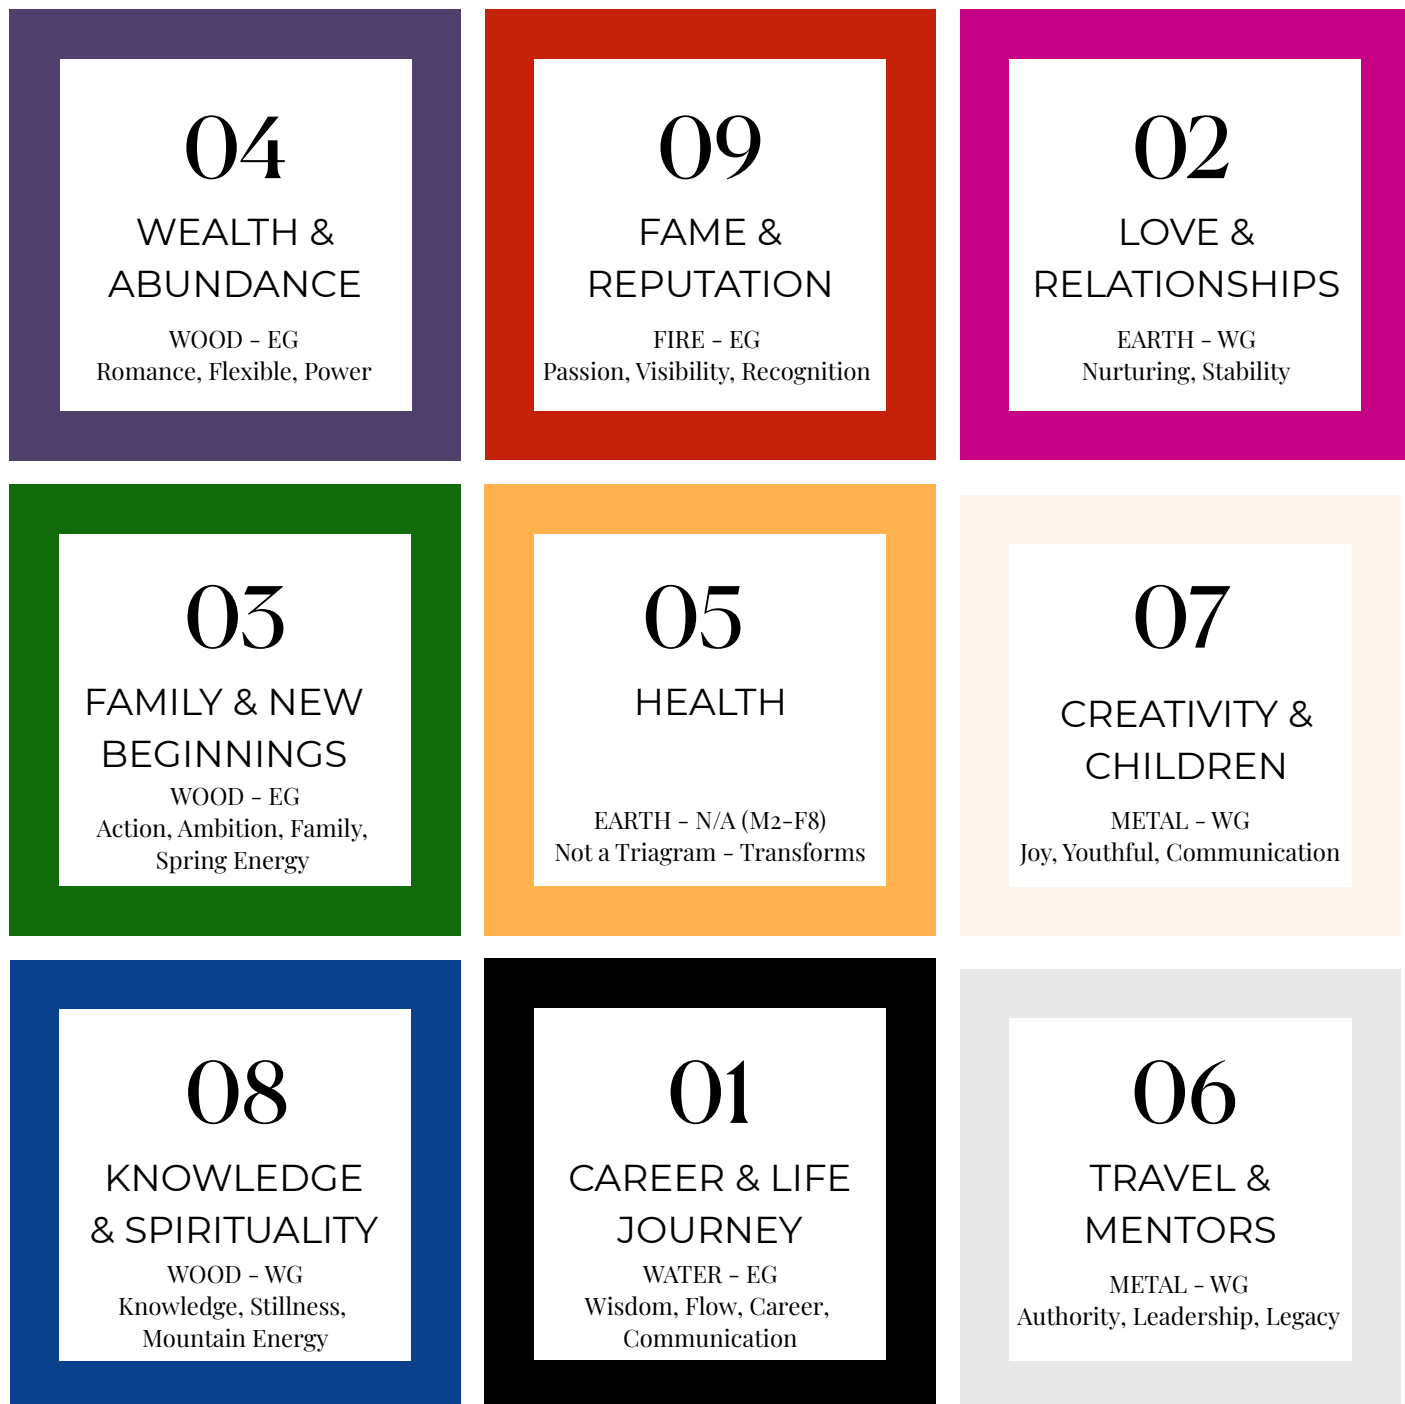 04
WEALTH &
ABUNDANCE
WOOD - EG
Romance, Flexible, Power
09
FAME &
REPUTATION
FIRE - EG
Passion, Visibility, Recognition
02
LOVE &
RELATIONSHIPS
EARTH - WG
Nurturing, Stability
03
FAMILY & NEW
BEGINNINGS
WOOD - EG
Action, Ambition, Family,
Spring Energy
05
HEALTH
EARTH - N/A (M2-F8)
Not a Triagram - Transforms
07
CREATIVITY &
CHILDREN
METAL - WG
Joy, Youthful, Communication
08
KNOWLEDGE
& SPIRITUALITY
WOOD - WG
Knowledge, Stillness,
Mountain Energy
01
CAREER & LIFE
JOURNEY
WATER - EG
Wisdom, Flow, Career,
Communication
06
TRAVEL &
MENTORS
METAL - WG
Authority, Leadership, Legacy